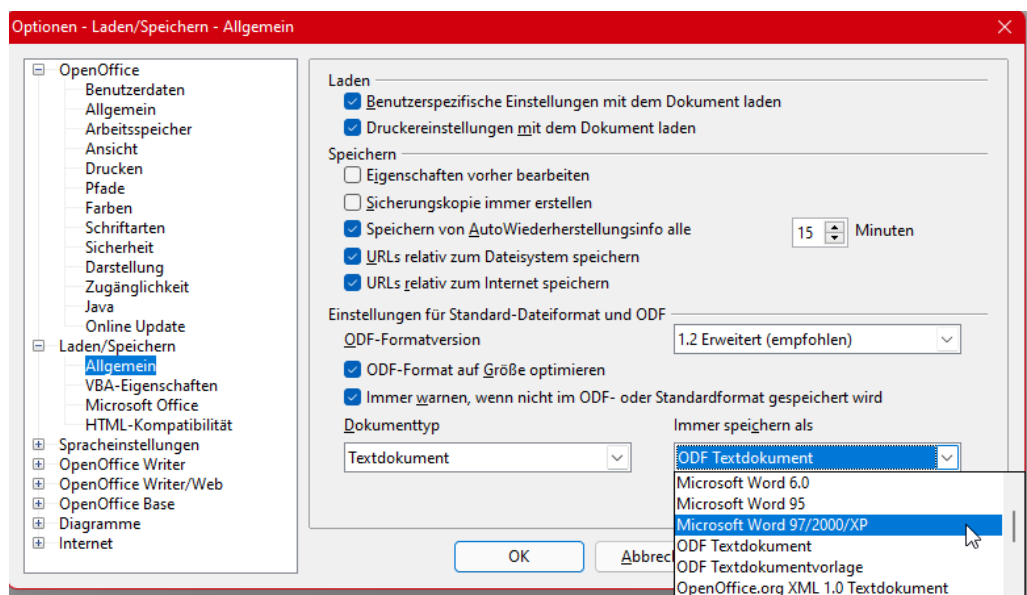 Optionen - Laden/Speichern - Allgemein
OpenOffice
Benutzerdaten
Allgemein
Arbeitsspeicher
Ansicht
Drucken
Pfade
Farben
Schriftarten
Sicherheit
Darstellung
Zugänglichkeit
Java
Online Update
Laden/Speichern
Allgemein
VBA-Eigenschaften
Microsoft Office
HTML-Kompatibilität
Spracheinstellungen
OpenOffice Writer
OpenOffice Writer/Web
OpenOffice Base
Diagramme
Internet
Laden
Benutzerspezifische Einstellungen mit dem Dokument laden
Druckereinstellungen mit dem Dokument laden
Speichern
Eigenschaften vorher bearbeiten
Sicherungskopie immer erstellen
Speichern von AutoWiederherstellungsinfo alle 15 Minuten
URLs relativ zum Dateisystem speichern
URLs relativ zum Internet speichern
Einstellungen für Standard-Dateiformat und ODF
ODF-Formatversion 1.2 Erweitert (empfohlen)
ODF-Format auf Größe optimieren
Immer warnen, wenn nicht im ODF- oder Standardformat gespeichert wird
Dokumenttyp Immer speichern als
Textdokument ODF Textdokument
Microsoft Word 6.0
Microsoft Word 95
Microsoft Word 97/2000/XP
ODF Textdokument
ODF Textdokumentvorlage
OpenOffice.org XML 1.0 Textdokument
OK Abbrec